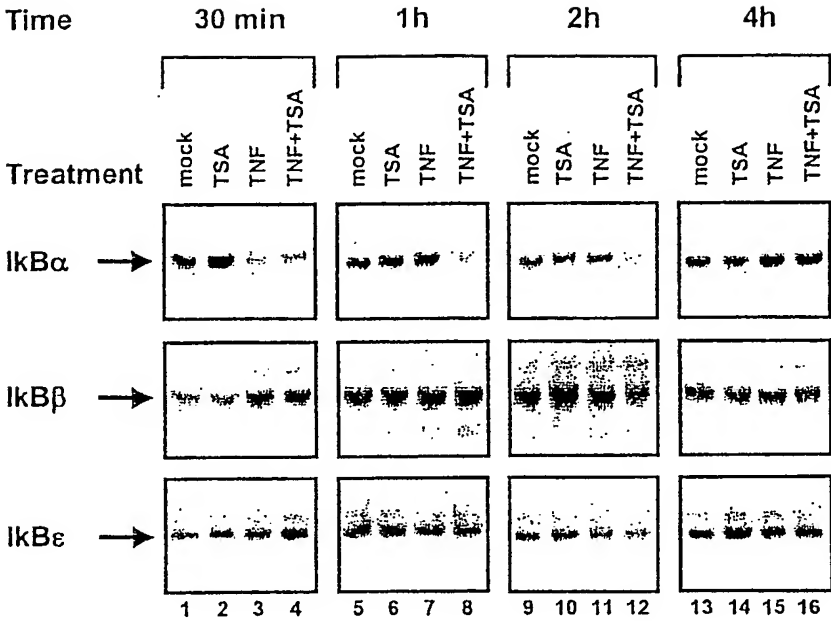 Time 30 min 1h 2h 4h
Treatment mock TSA TNF TNF+TSA mock TSA TNF TNF+TSA mock TSA TNF TNF+TSA mock TSA TNF TNF+TSA
IkBα
IkBβ
IkBε
1 2 3 4 5 6 7 8 9 10 11 12 13 14 15 16